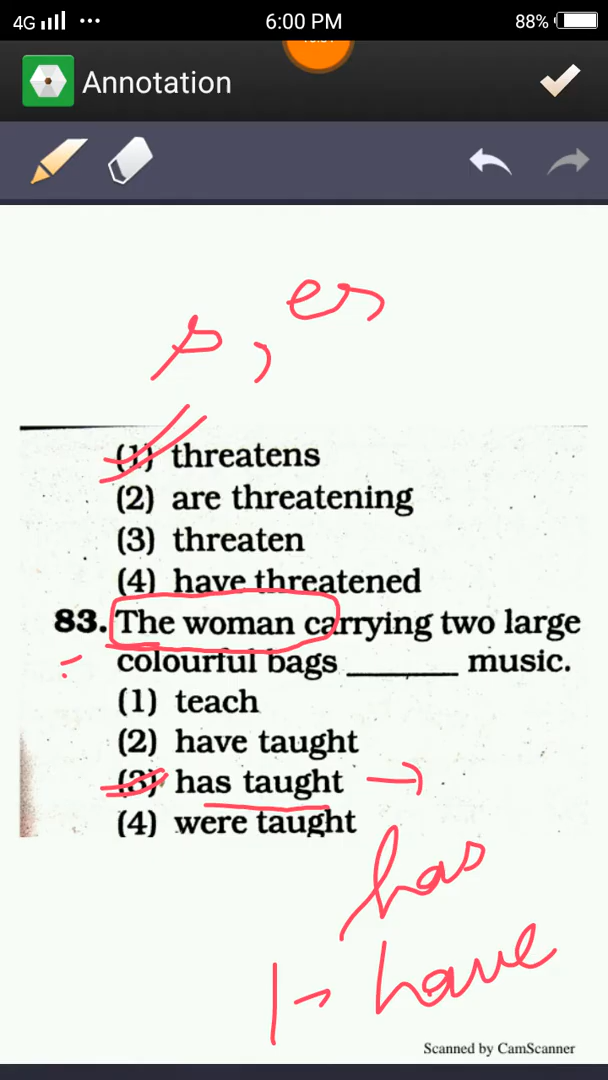 4G 6:00 PM 88%
Annotation
s, es
(1) threatens
(2) are threatening
(3) threaten
(4) have threatened
83. The woman carrying two large
colourful bags ______ music.
(1) teach
(2) have taught
(3) has taught →
(4) were taught
has
I → have
Scanned by CamScanner